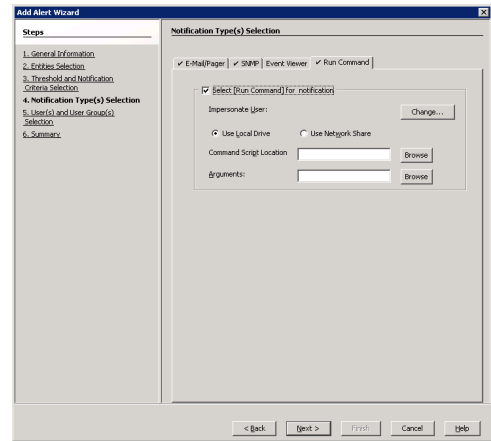 Add Alert Wizard
Steps
1. General Information
2. Entities Selection
3. Threshold and Notification
Criteria Selection
4. Notification Type(s) Selection
5. User(s) and User Group(s)
Selection
6. Summary
Notification Type(s) Selection
E-Mail/Pager SNMP Event Viewer Run Command
Select [Run Command] for notification
Impersonate User: Change...
Use Local Drive Use Network Share
Command Script Location Browse
Arguments: Browse
< Back Next > Finish Cancel Help